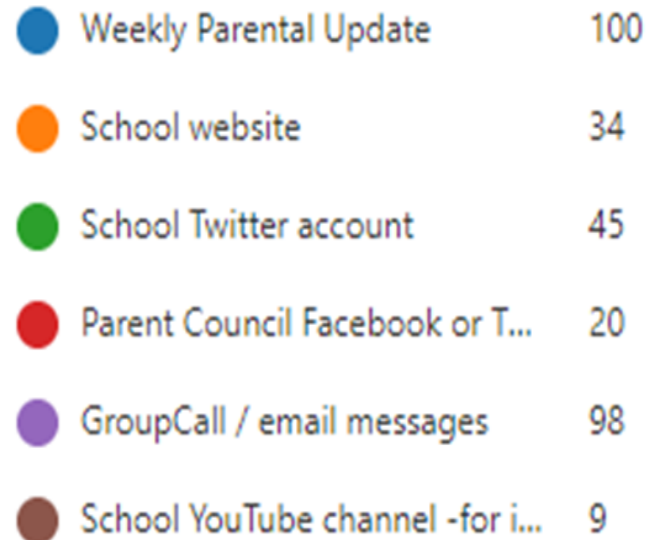 Weekly Parental Update 100
School website 34
School Twitter account 45
Parent Council Facebook or T... 20
GroupCall / email messages 98
School YouTube channel -for i... 9